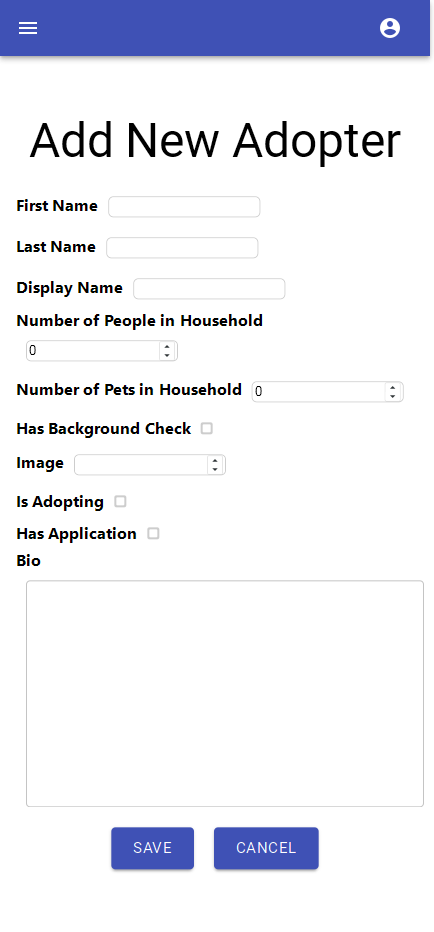 Add New Adopter
First Name
Last Name
Display Name
Number of People in Household
0
Number of Pets in Household 0
Has Background Check
Image
Is Adopting
Has Application
Bio
SAVE CANCEL